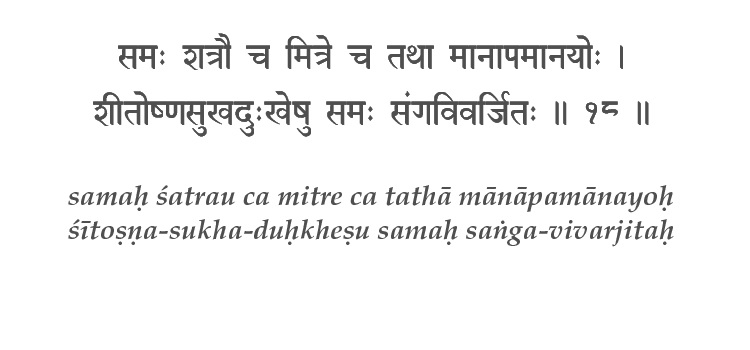 समः शत्रौ च मित्रे च तथा मानापमानयोः ।
शीतोष्णसुखदुःखेषु समः संगविवर्जितः ॥ १८ ॥
samaḥ śatrau ca mitre ca tathā mānāpamānayoḥ
śītoṣṇa-sukha-duḥkheṣu samaḥ saṅga-vivarjitaḥ